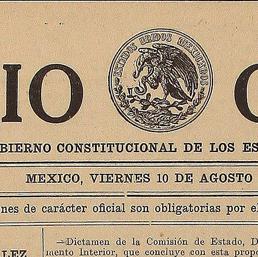 IO
ESTADOS UNIDOS MEXICANOS
BIERNO CONSTITUCIONAL DE LOS ES
MEXICO, VIERNES 10 DE AGOSTO
nes de carácter oficial son obligatorias por el
—Dictamen de la Comisión de Estado, D
LEZ
mento Interior, que concluye con esta propo